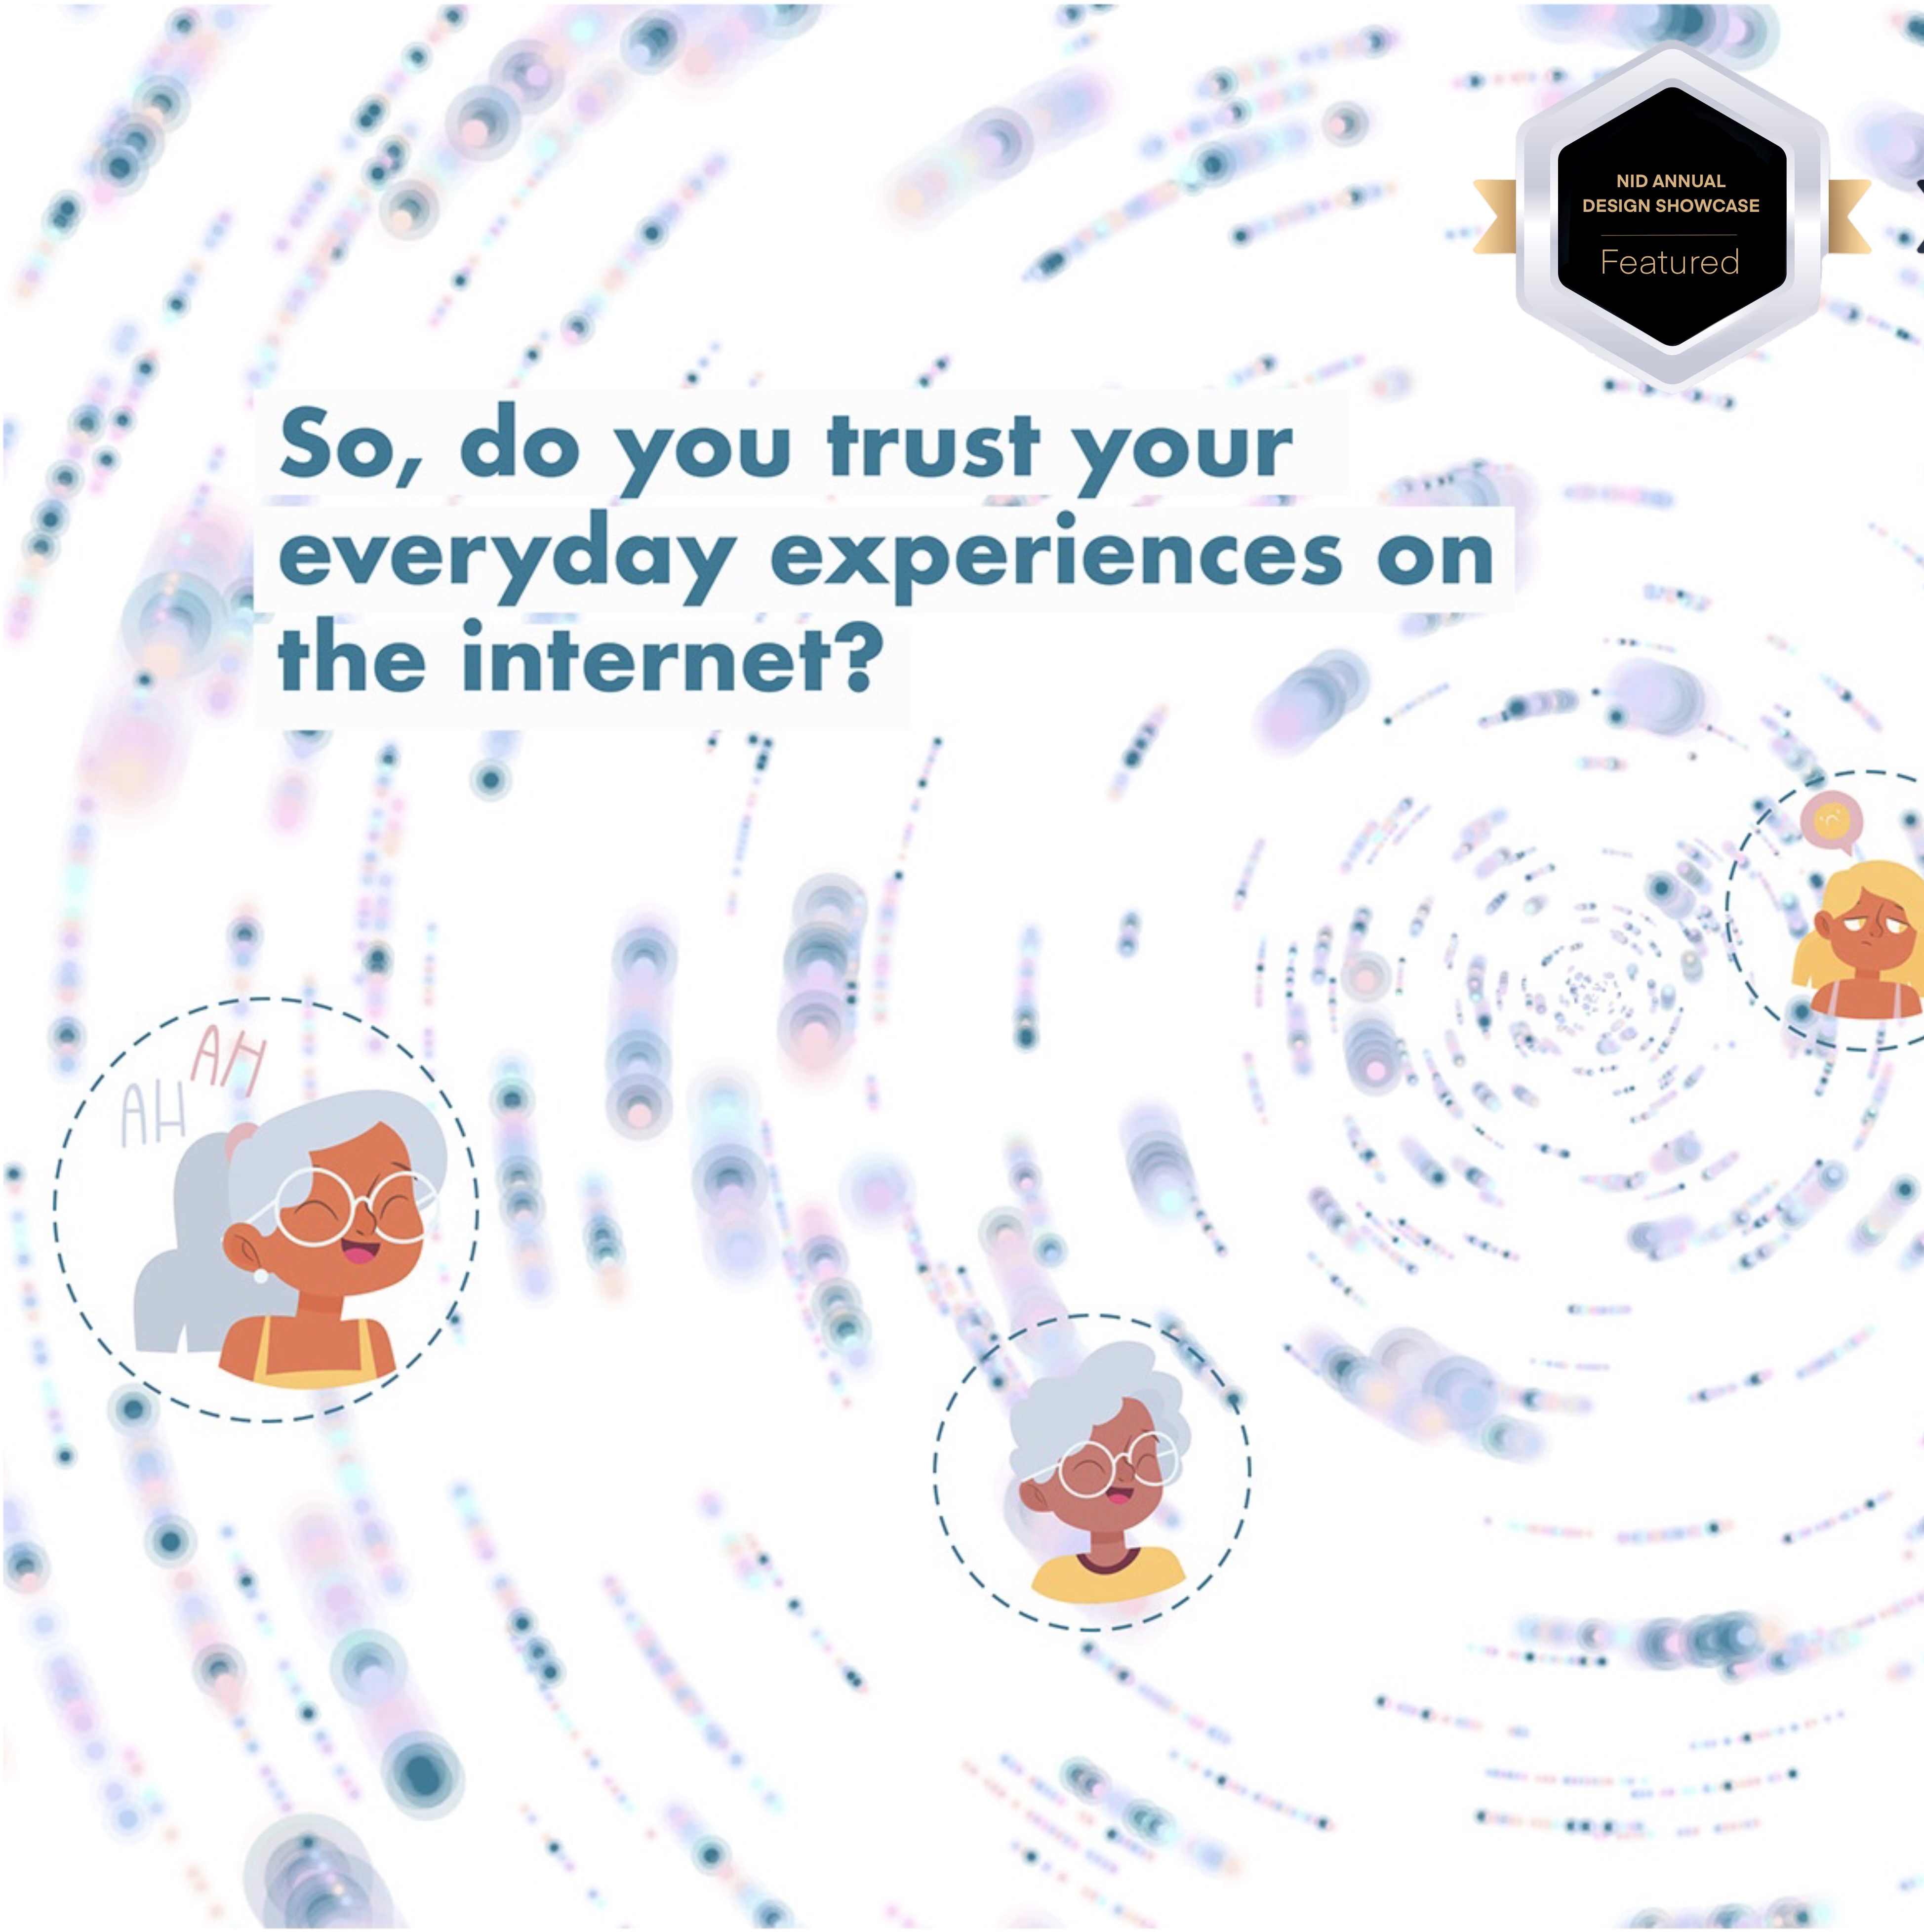 NID ANNUAL
DESIGN SHOWCASE
Featured
So, do you trust your
everyday experiences on
the internet?
AH
AH